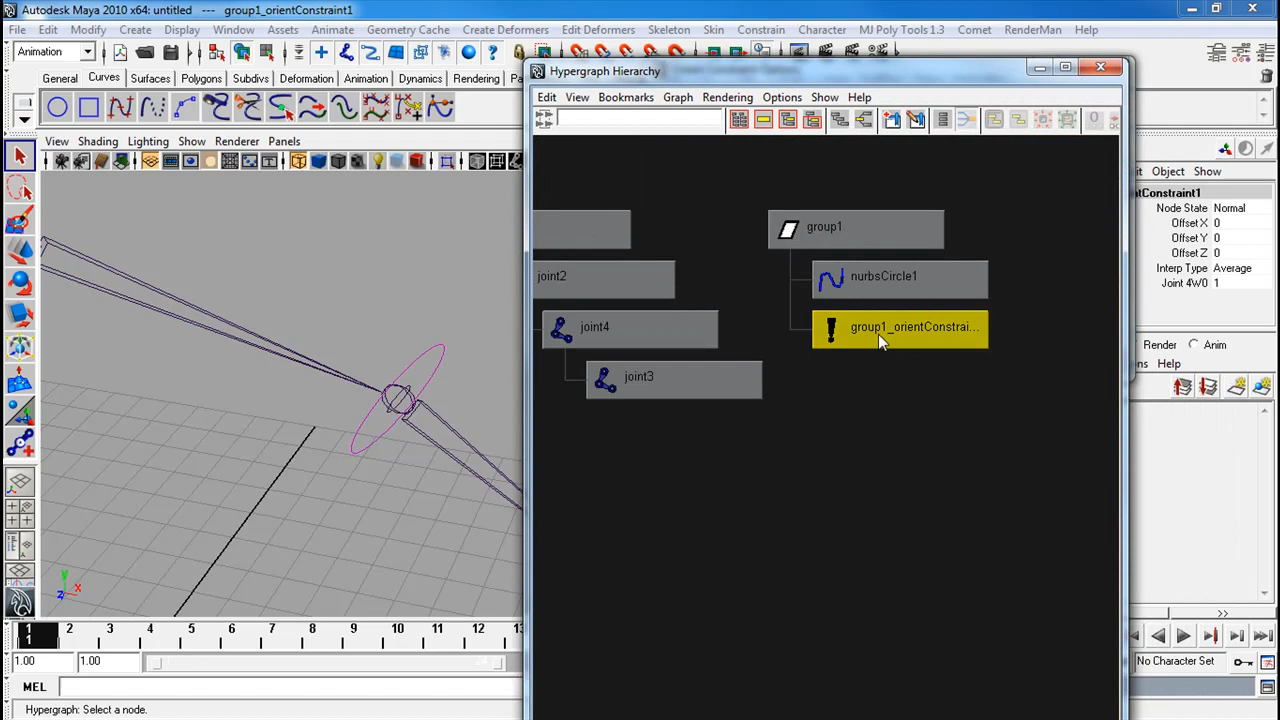 Autodesk Maya 2010 x64: untitled --- group1_orientConstraint1
File Edit Modify Create Display Window Assets Animate Geometry Cache Create Deformers Edit Deformers Skeleton Skin Constrain Character MJ Poly Tools 1.3 Comet RenderMan Help
Animation
General Curves Surfaces Polygons Subdivs Deformation Animation Dynamics Rendering
View Shading Lighting Show Renderer Panels
Hypergraph Hierarchy
Edit View Bookmarks Graph Rendering Options Show Help
group1
joint2
nurbsCircle1
joint4
group1_orientConstrai...
joint3
Object Show
tConstraint1
Node State Normal
Offset X 0
Offset Y 0
Offset Z 0
Interp Type Average
Joint 4W0 1
Render Anim
Help
y
x
z
1 2 3 4 5 6 7 8 9 10 11 12
1
1.00 1.00 24
No Character Set
MEL
Hypergraph: Select a node.